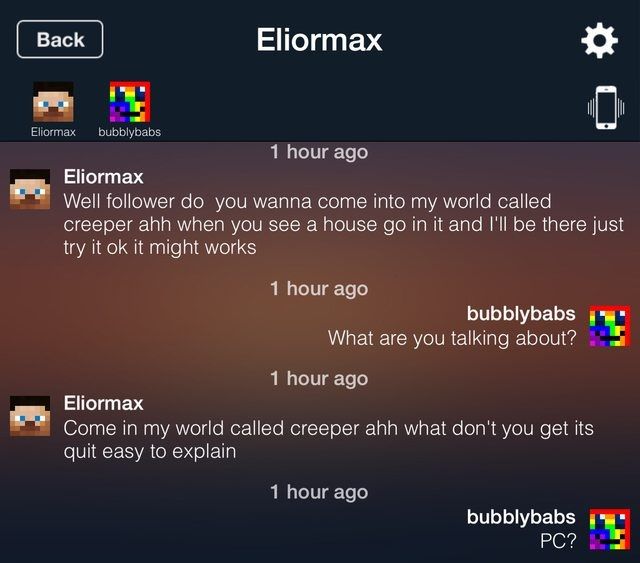 Back
Eliormax
Eliormax
bubblybabs
1 hour ago
Eliormax
Well follower do  you wanna come into my world called
creeper ahh when you see a house go in it and I'll be there just
try it ok it might works
1 hour ago
bubblybabs
What are you talking about?
1 hour ago
Eliormax
Come in my world called creeper ahh what don't you get its
quit easy to explain
1 hour ago
bubblybabs
PC?